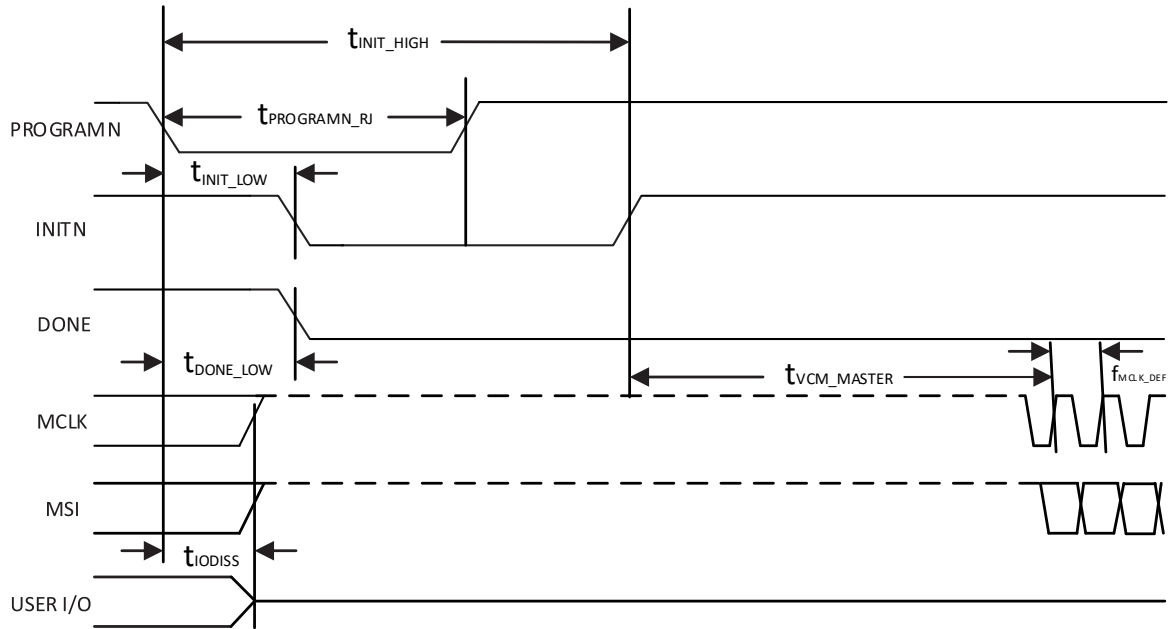 tINIT_HIGH
PROGRAMN
tPROGRAMN_RJ
tINIT_LOW
INITN
DONE
tDONE_LOW
tVCM_MASTER
fMCLK_DEF
MCLK
MSI
tIODISS
USER I/O